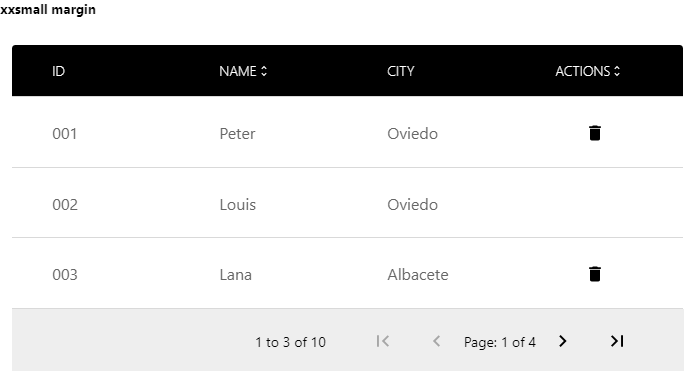 xxsmall margin
ID NAME CITY ACTIONS
001 Peter Oviedo
002 Louis Oviedo
003 Lana Albacete
1 to 3 of 10 Page: 1 of 4